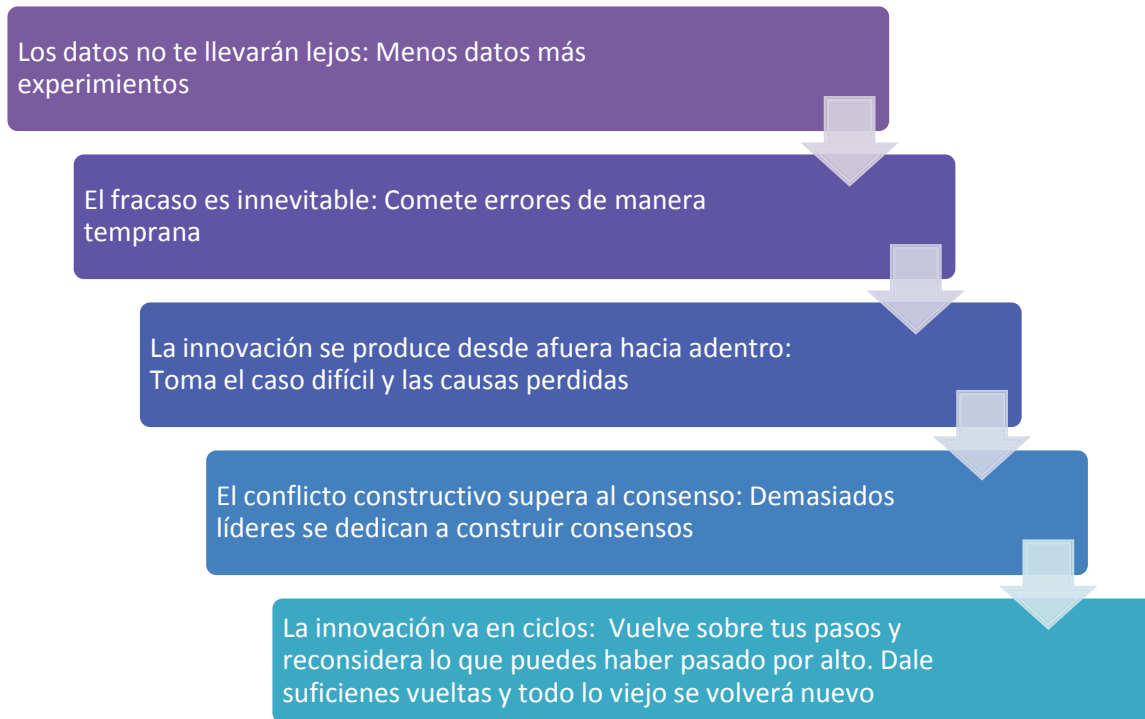 Los datos no te llevarán lejos: Menos datos más
experimientos
El fracaso es innevitable: Comete errores de manera
temprana
La innovación se produce desde afuera hacia adentro:
Toma el caso difícil y las causas perdidas
El conflicto constructivo supera al consenso: Demasiados
líderes se dedican a construir consensos
La innovación va en ciclos:  Vuelve sobre tus pasos y
reconsidera lo que puedes haber pasado por alto. Dale
suficienes vueltas y todo lo viejo se volverá nuevo